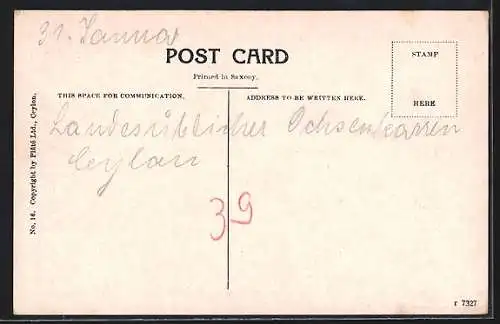 31. Januar
POST CARD
Printed in Saxony.
STAMP
HERE
THIS SPACE FOR COMMUNICATION.
ADDRESS TO BE WRITTEN HERE.
Landesüblicher Ochsenkarren
Ceylan
39
No. 14. Copyright by Plâté Ltd., Ceylon.
r 7327